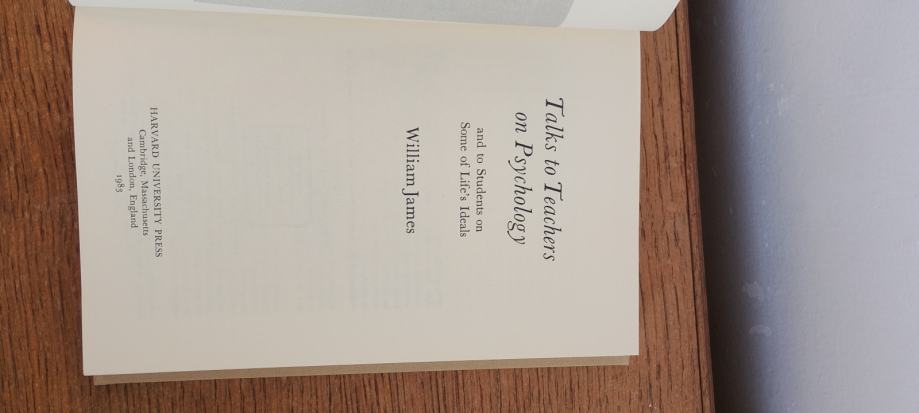 Talks to Teachers
on Psychology
and to Students on
Some of Life's Ideals
William James
HARVARD UNIVERSITY PRESS
Cambridge, Massachusetts
and London, England
1983